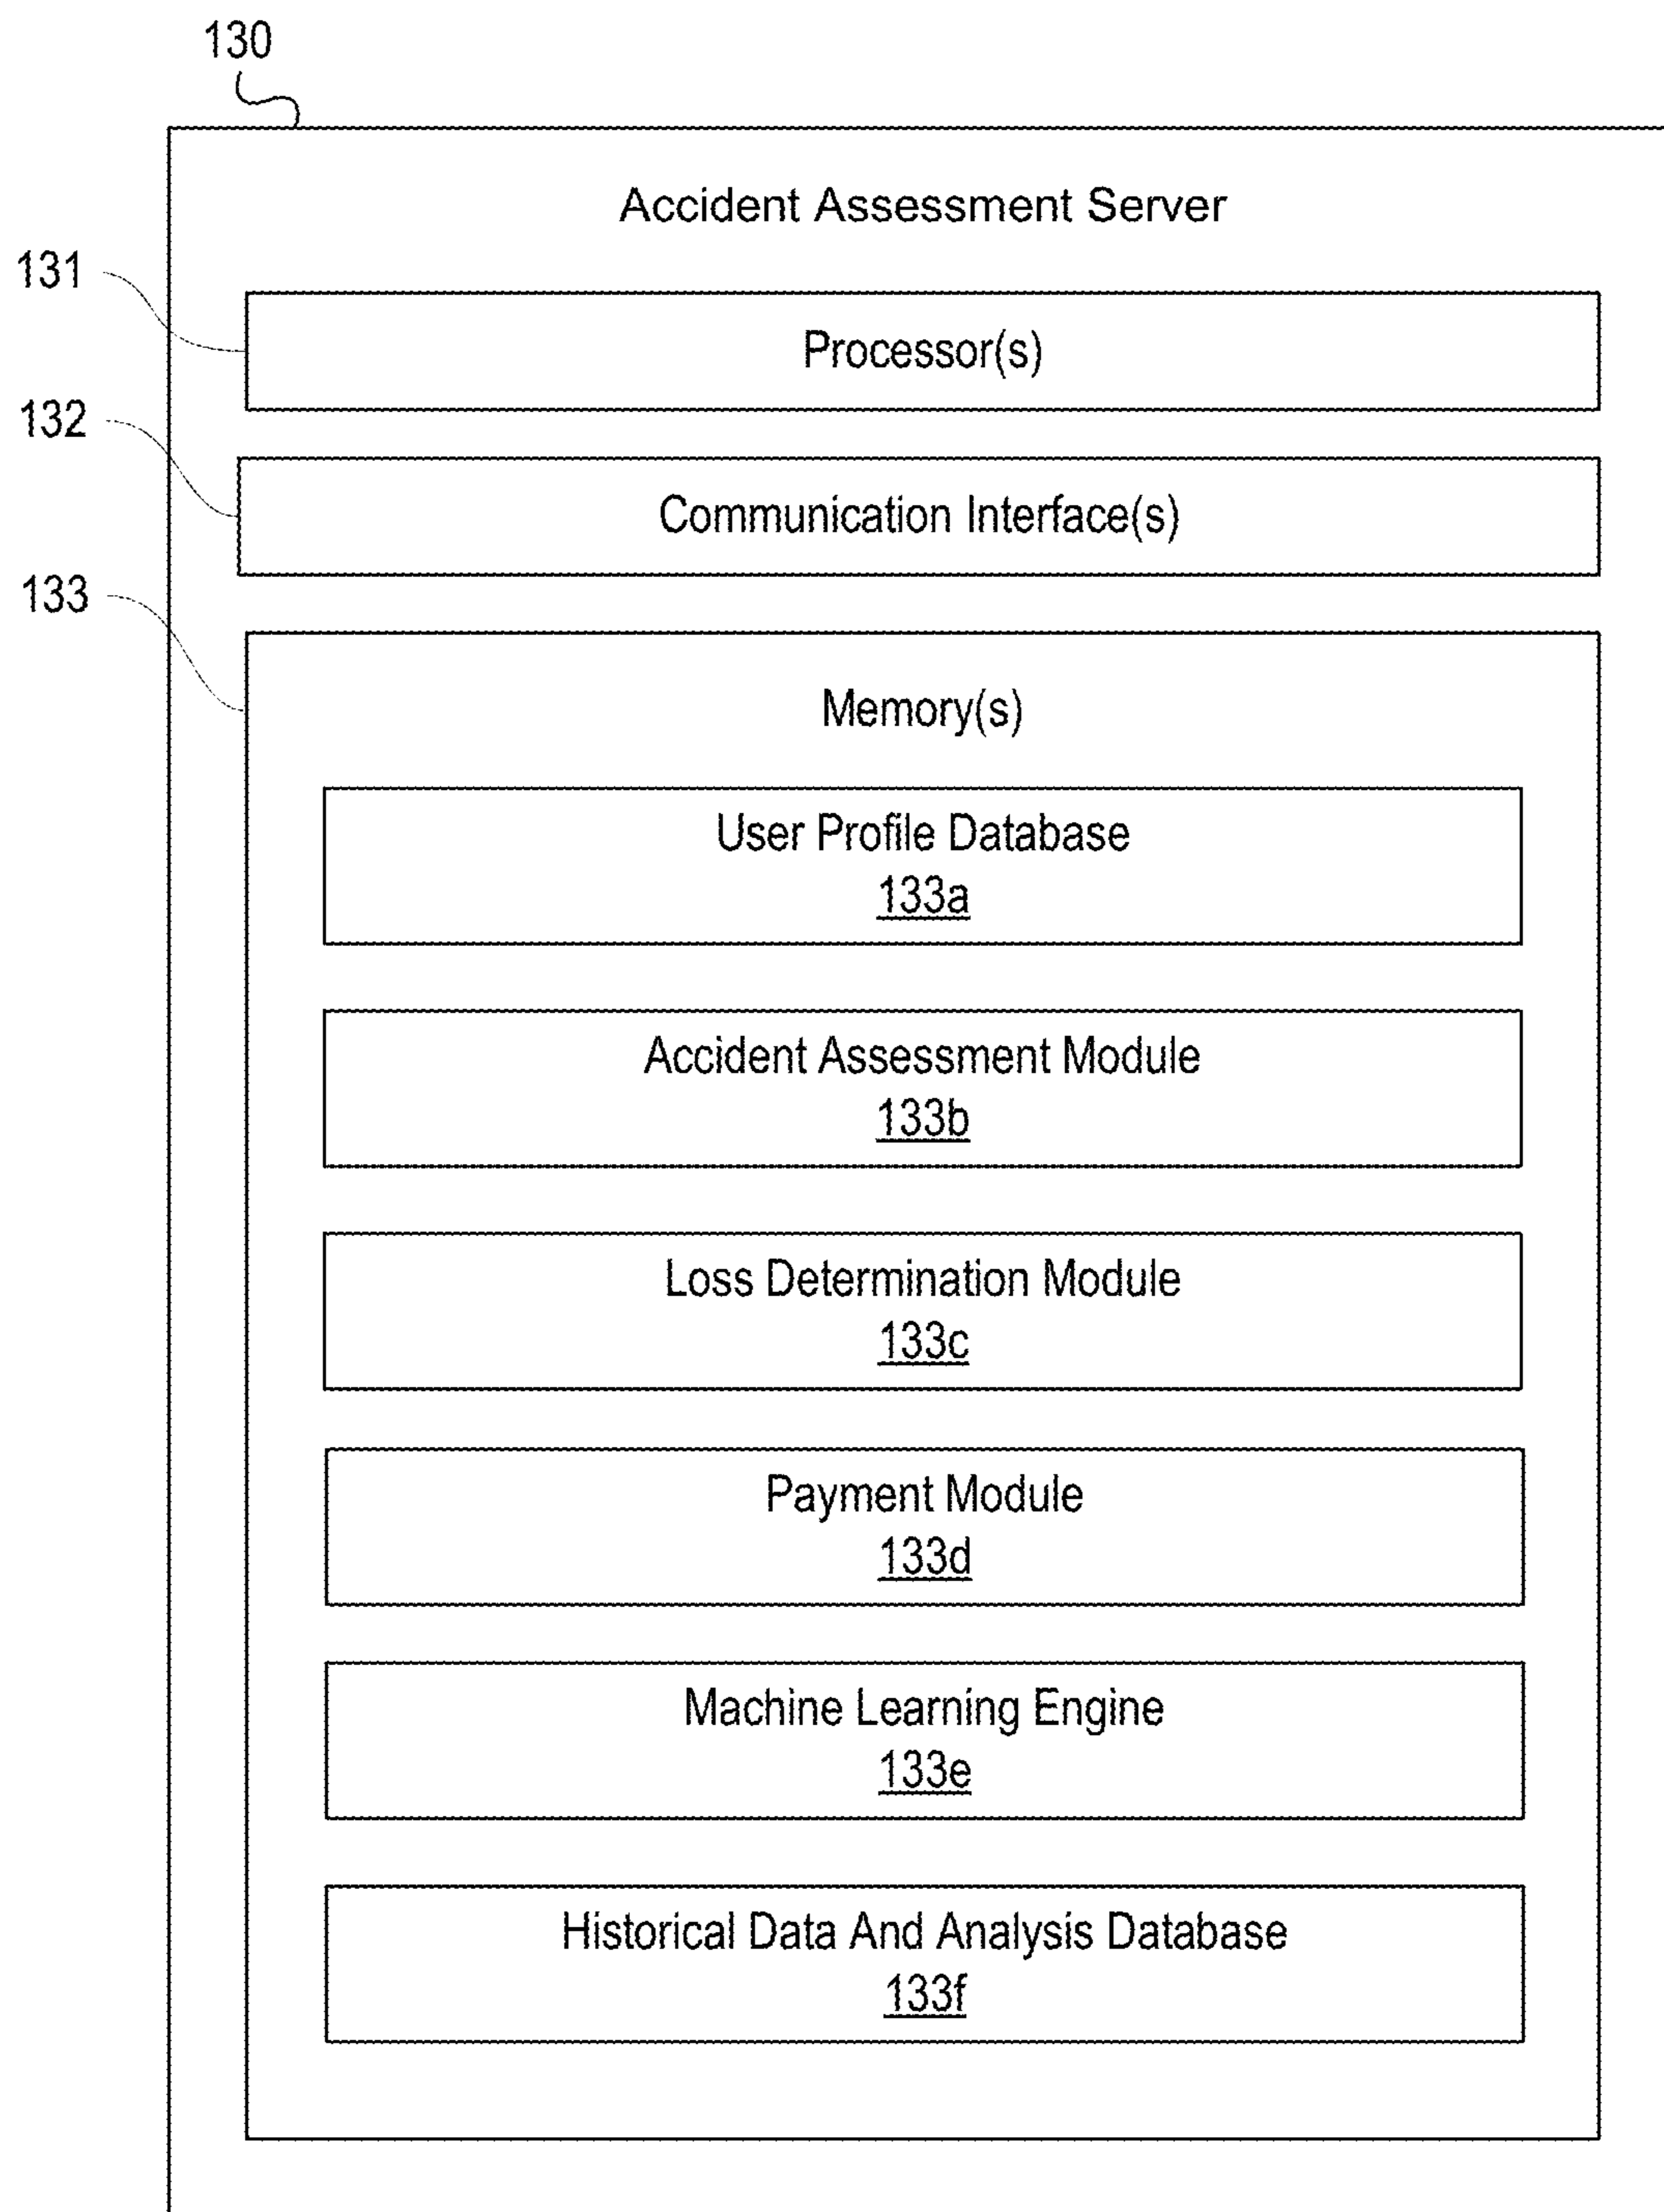 130
Accident Assessment Server
131
Processor(s)
132
Communication Interface(s)
133
Memory(s)
User Profile Database
133a
Accident Assessment Module
133b
Loss Determination Module
133c
Payment Module
133d
Machine Learning Engine
133e
Historical Data And Analysis Database
133f